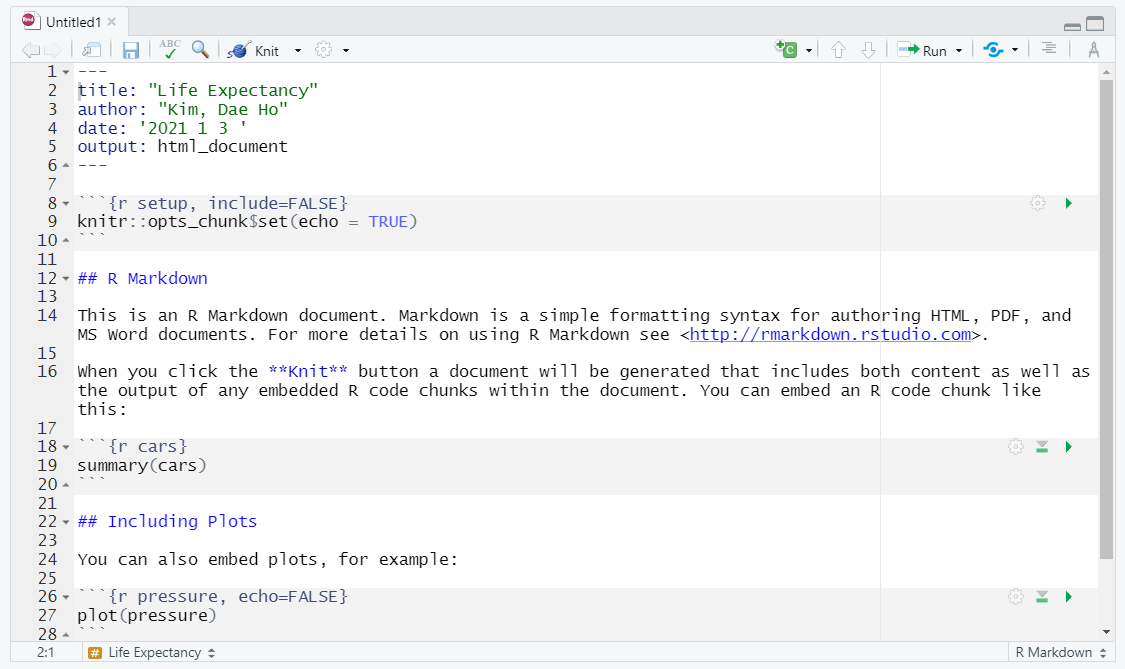 Untitled1
ABC Knit Run
1 ---
2 title: "Life Expectancy"
3 author: "Kim, Dae Ho"
4 date: '2021 1 3 '
5 output: html_document
6 ---
7
8 ```{r setup, include=FALSE}
9 knitr::opts_chunk$set(echo = TRUE)
10 ```
11
12 ## R Markdown
13
14 This is an R Markdown document. Markdown is a simple formatting syntax for authoring HTML, PDF, and
MS Word documents. For more details on using R Markdown see <http://rmarkdown.rstudio.com>.
15
16 When you click the **Knit** button a document will be generated that includes both content as well as
the output of any embedded R code chunks within the document. You can embed an R code chunk like
this:
17
18 ```{r cars}
19 summary(cars)
20 ```
21
22 ## Including Plots
23
24 You can also embed plots, for example:
25
26 ```{r pressure, echo=FALSE}
27 plot(pressure)
28 ```
2:1 # Life Expectancy R Markdown